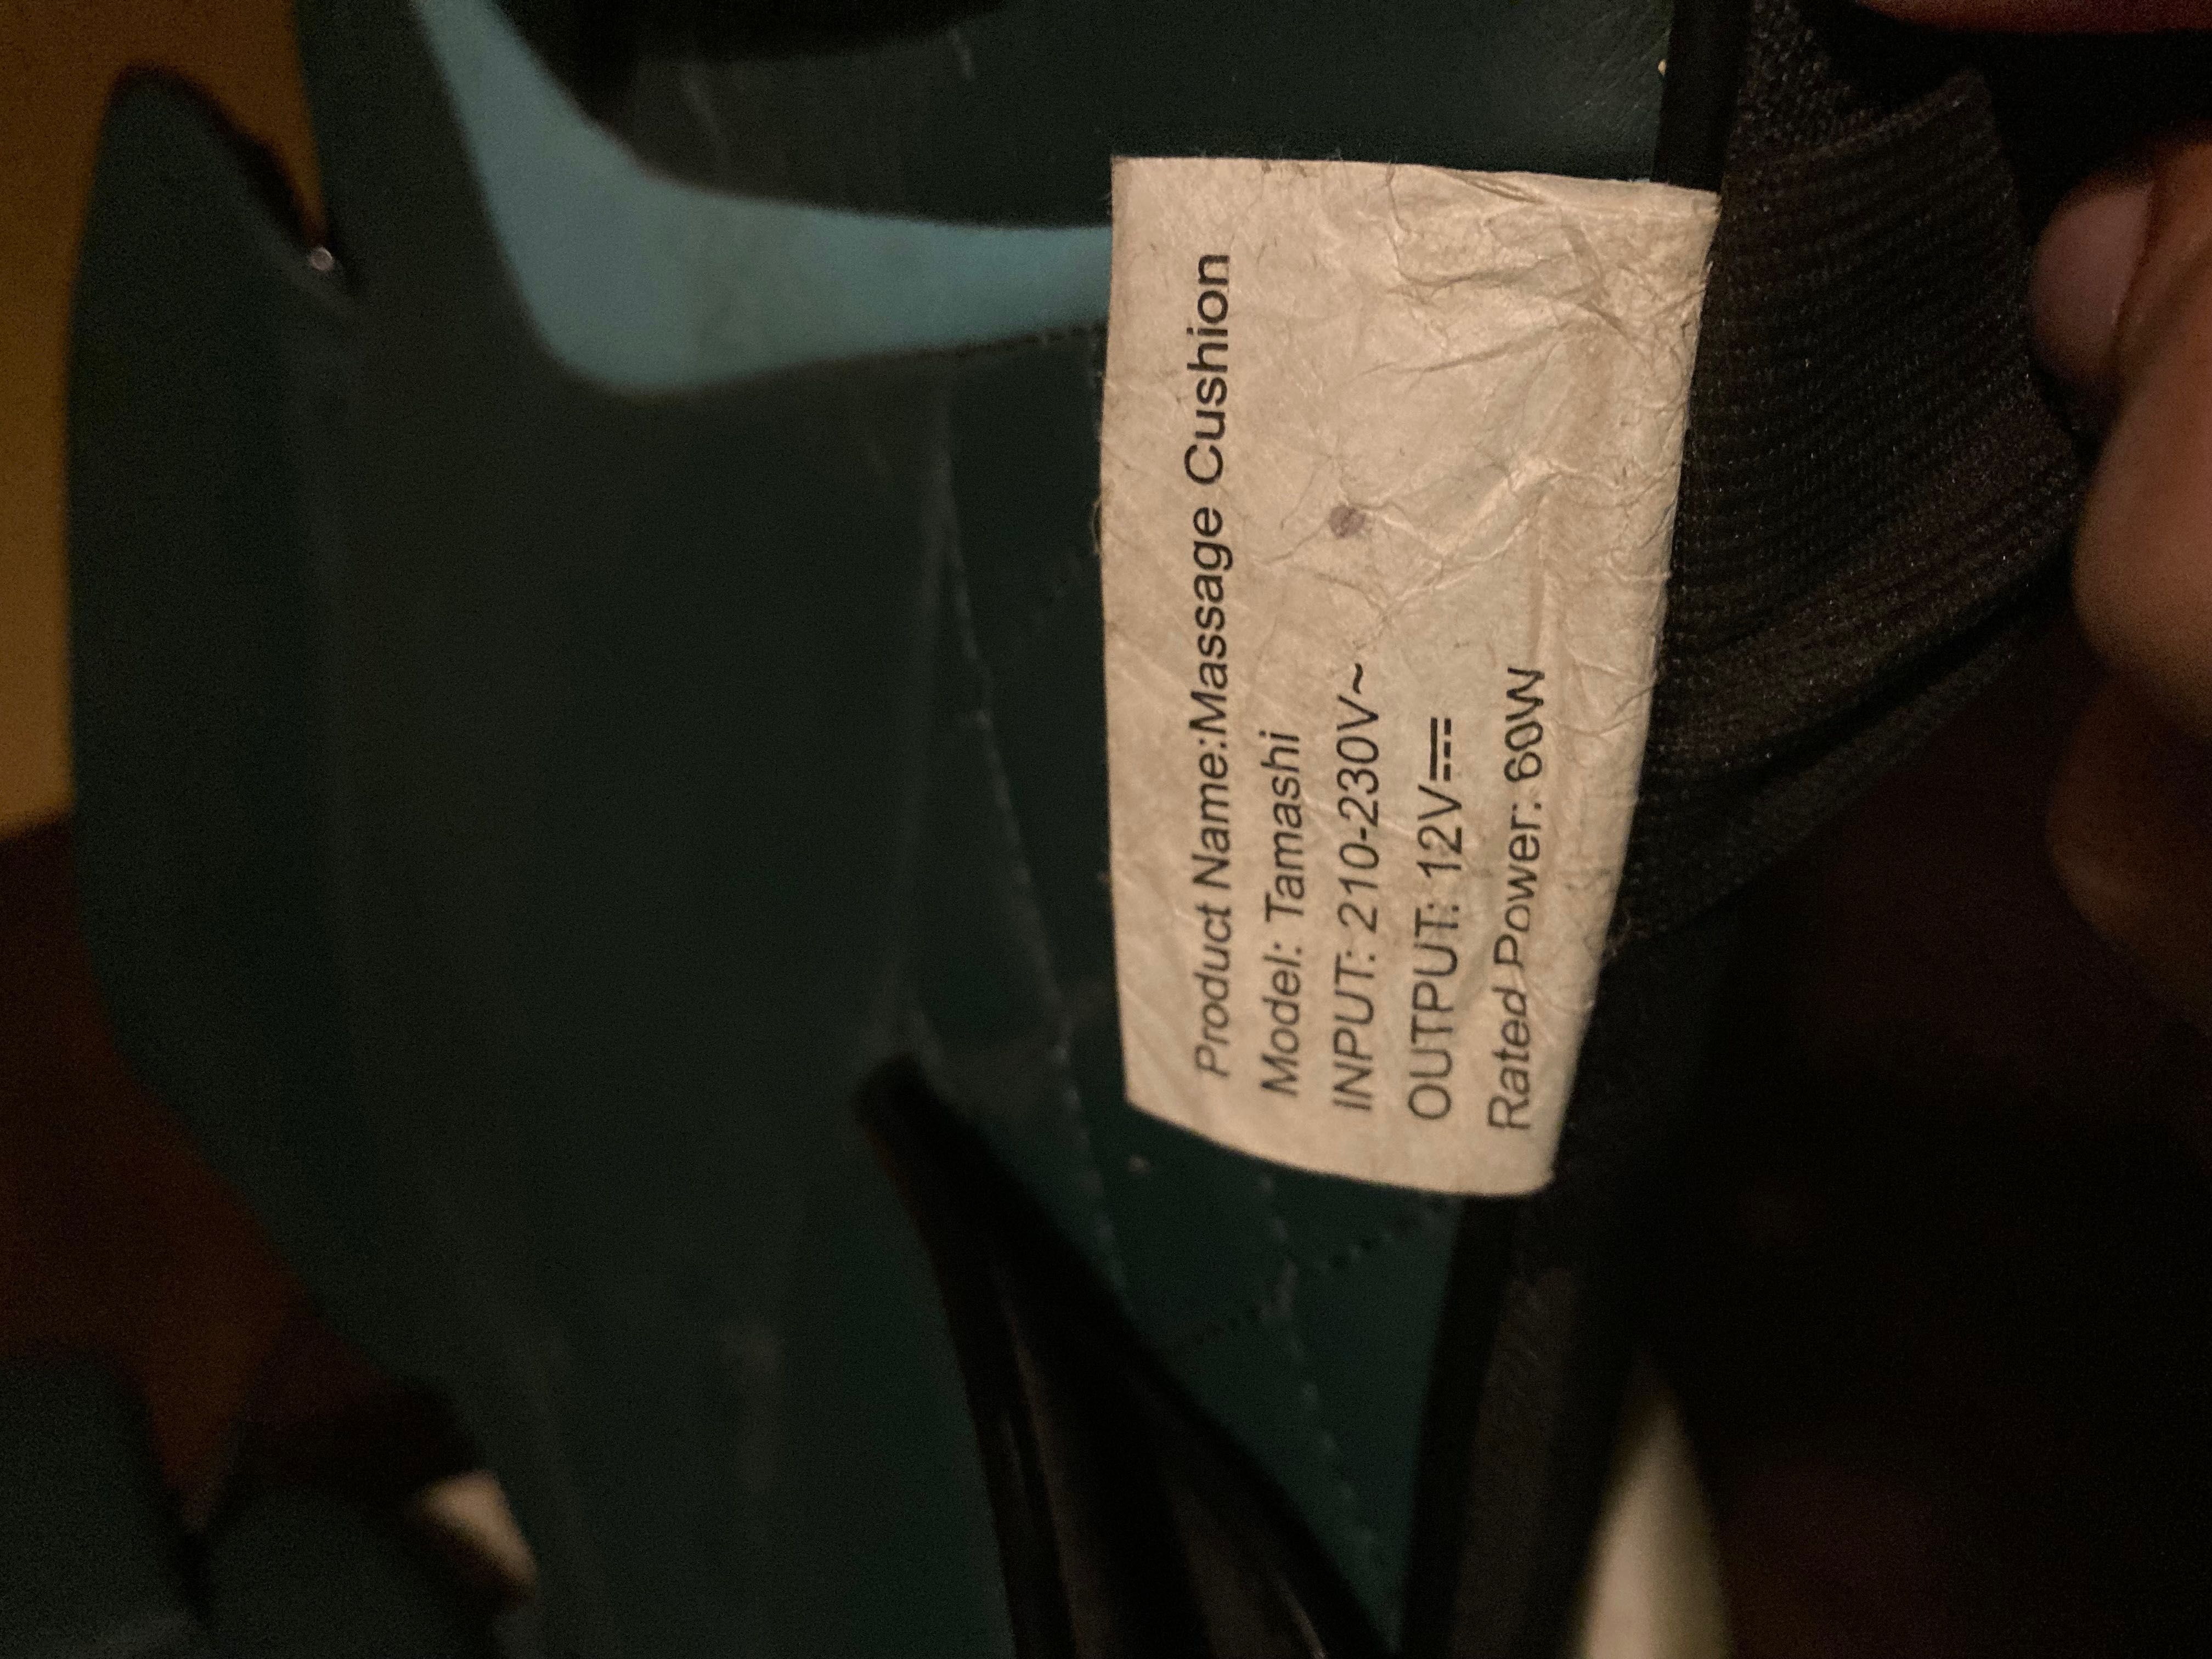 Product Name:Massage Cushion
Model: Tamashi
INPUT: 210-230V~
OUTPUT: 12V⎓
Rated Power: 60W